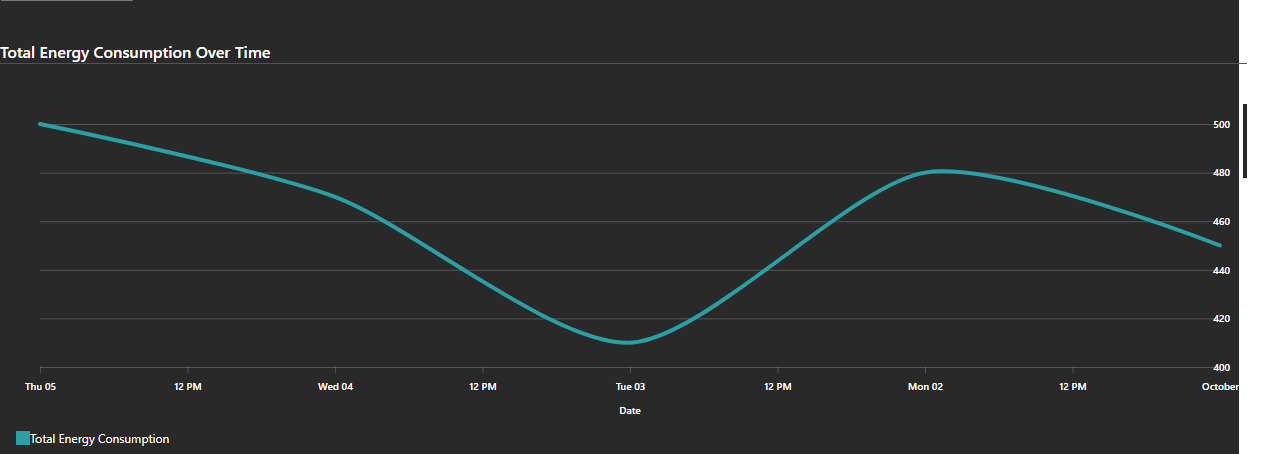 Total Energy Consumption Over Time
500
480
460
440
420
400
Thu 05 12 PM Wed 04 12 PM Tue 03 12 PM Mon 02 12 PM October
Date
Total Energy Consumption